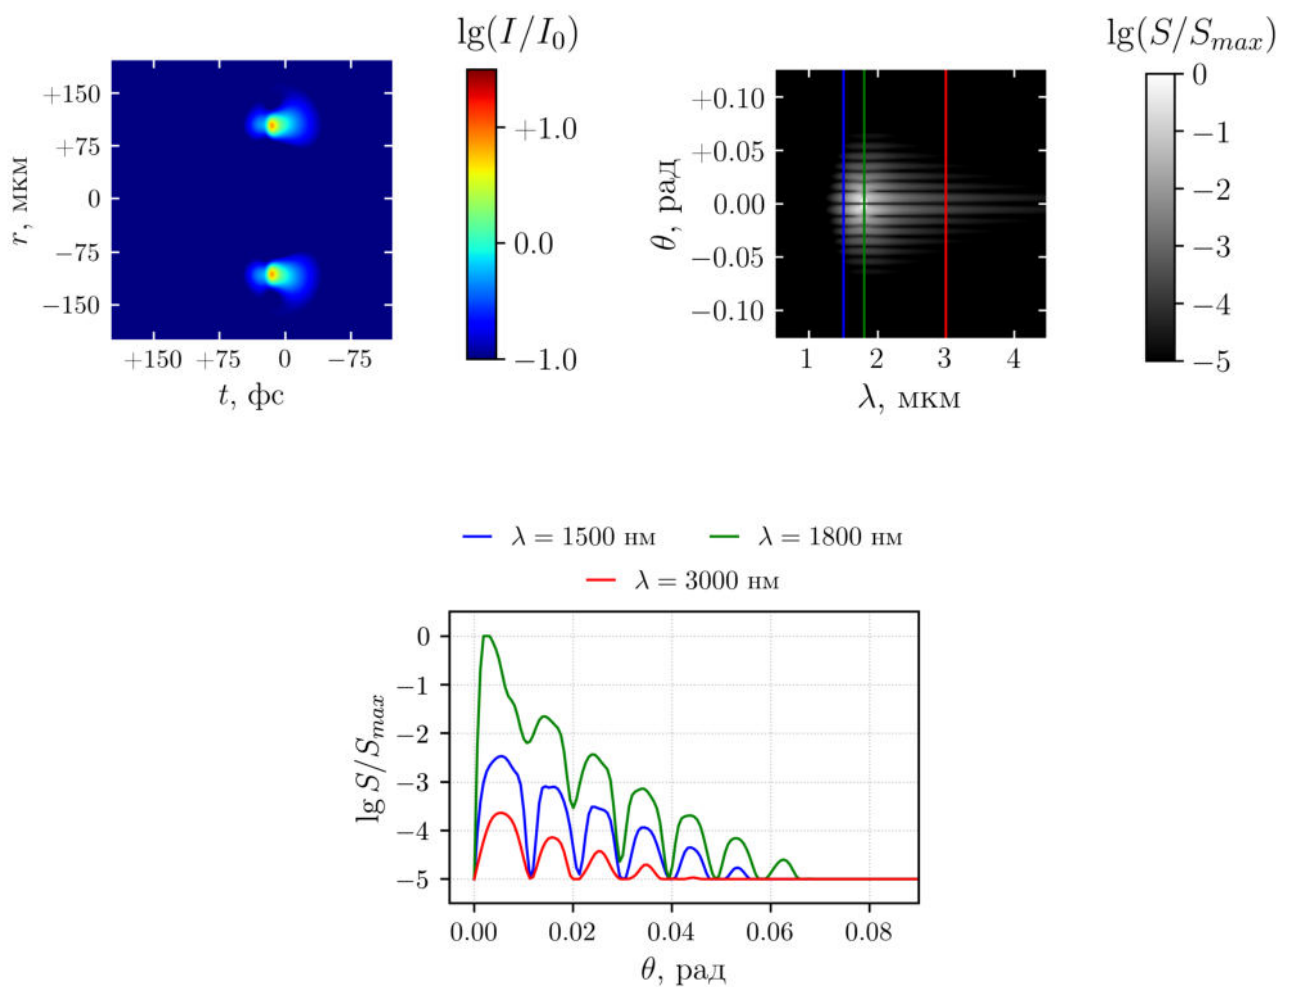 lg(I/I₀)
+150
+75
0
−75
−150
r, мкм
+150 +75 0 −75
t, фс
+1.0
0.0
−1.0
lg(S/Sₘₐₓ)
+0.10
+0.05
0.00
−0.05
−0.10
θ, рад
1 2 3 4
λ, мкм
0
−1
−2
−3
−4
−5
λ = 1500 нм λ = 1800 нм
λ = 3000 нм
0
−1
−2
−3
−4
−5
lg S/Sₘₐₓ
0.00 0.02 0.04 0.06 0.08
θ, рад